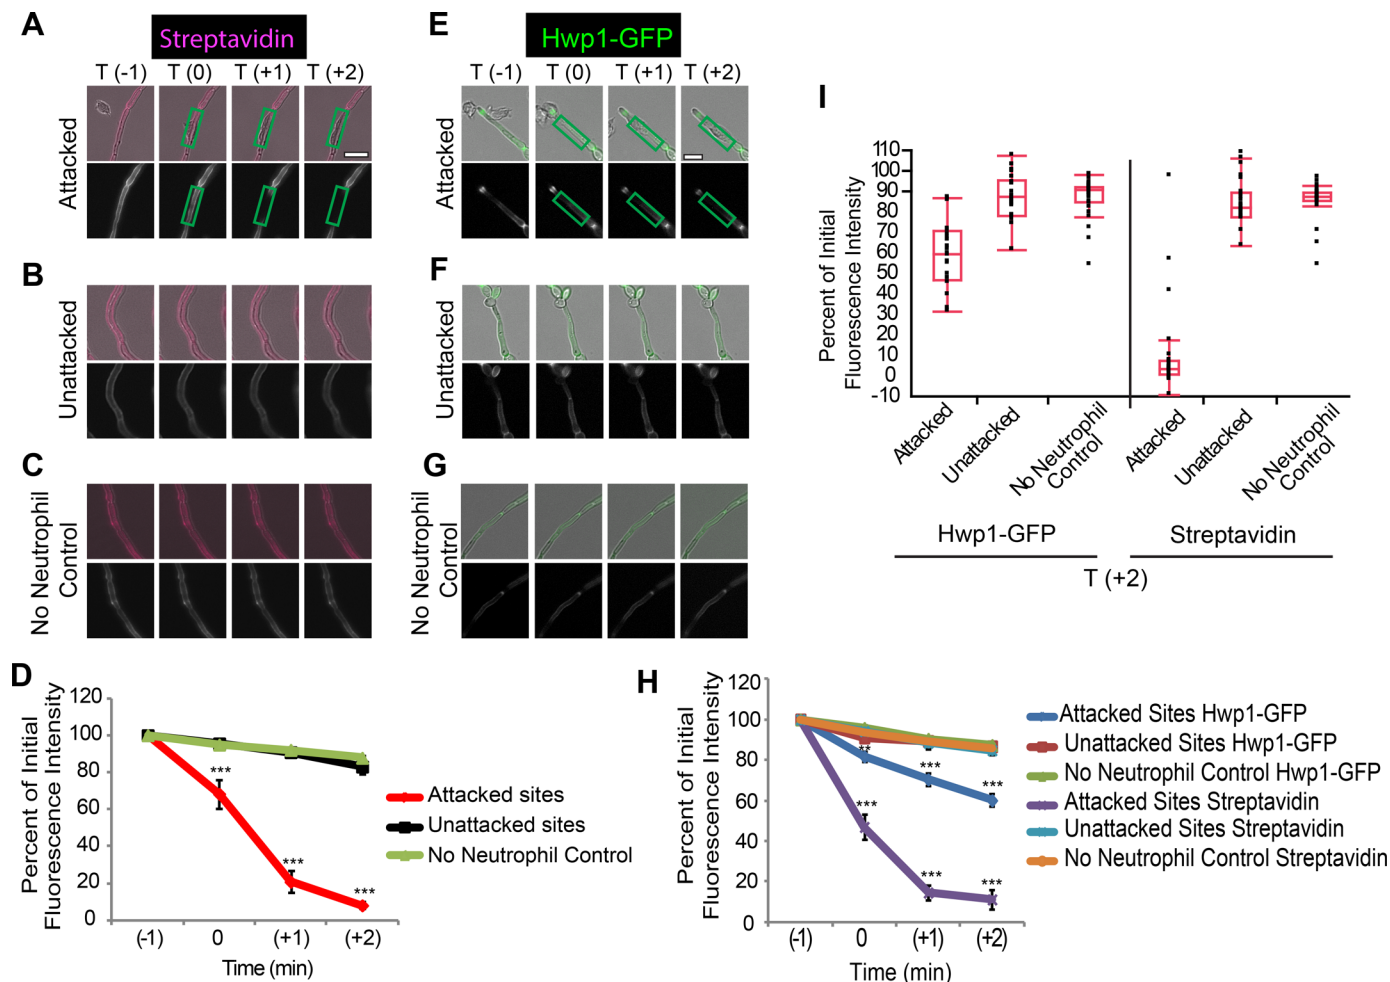 A
Streptavidin
T (-1) T (0) T (+1) T (+2)
Attacked
B
Unattacked
C
No Neutrophil
Control
E
Hwp1-GFP
T (-1) T (0) T (+1) T (+2)
Attacked
F
Unattacked
G
No Neutrophil
Control
I
Percent of Initial
Fluorescence Intensity
110
100
90
80
70
60
50
40
30
20
10
0
-10
Attacked
Unattacked
No Neutrophil
Control
Attacked
Unattacked
No Neutrophil
Control
Hwp1-GFP
Streptavidin
T (+2)
D
Percent of Initial
Fluorescence Intensity
120
100
80
60
40
20
0
***
***
***
(-1) 0 (+1) (+2)
Time (min)
Attacked sites
Unattacked sites
No Neutrophil Control
H
Percent of Initial
Fluorescence Intensity
120
100
80
60
40
20
0
**
***
***
***
***
***
(-1) 0 (+1) (+2)
Time (min)
Attacked Sites Hwp1-GFP
Unattacked Sites Hwp1-GFP
No Neutrophil Control Hwp1-GFP
Attacked Sites Streptavidin
Unattacked Sites Streptavidin
No Neutrophil Control Streptavidin